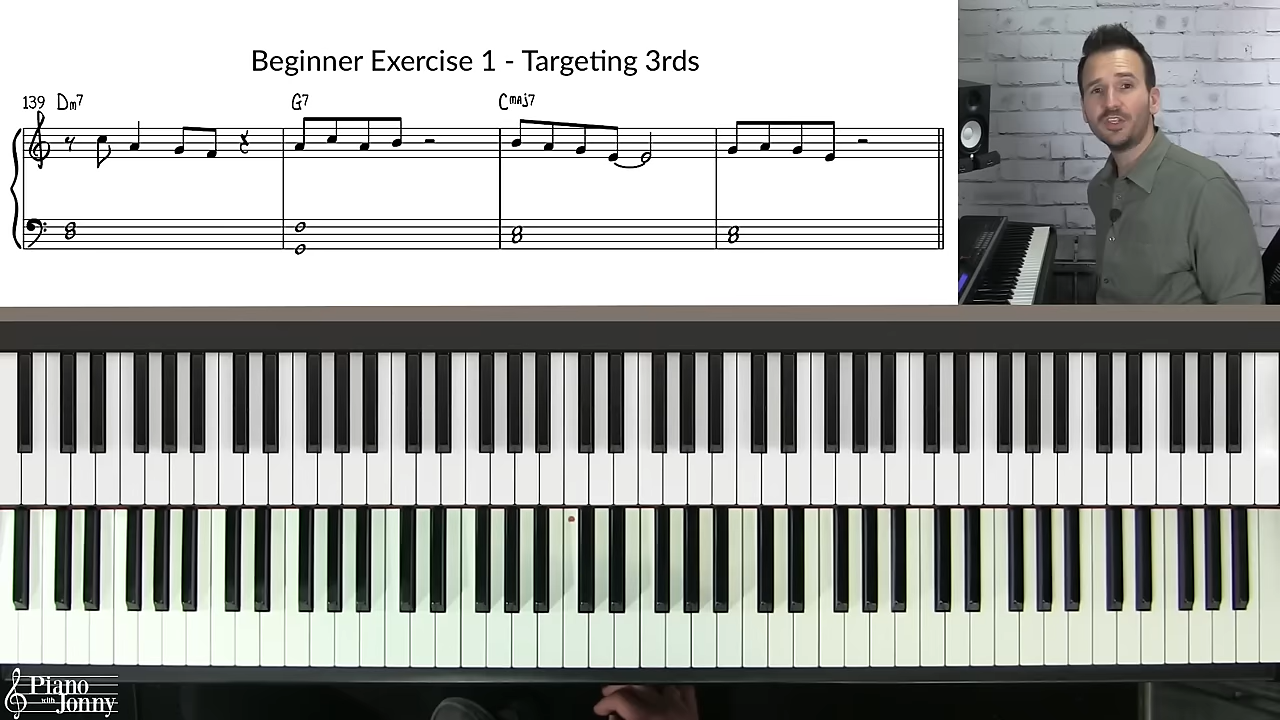 Beginner Exercise 1 - Targeting 3rds
139 Dm7 G7 Cmaj7
Piano
with
Jonny